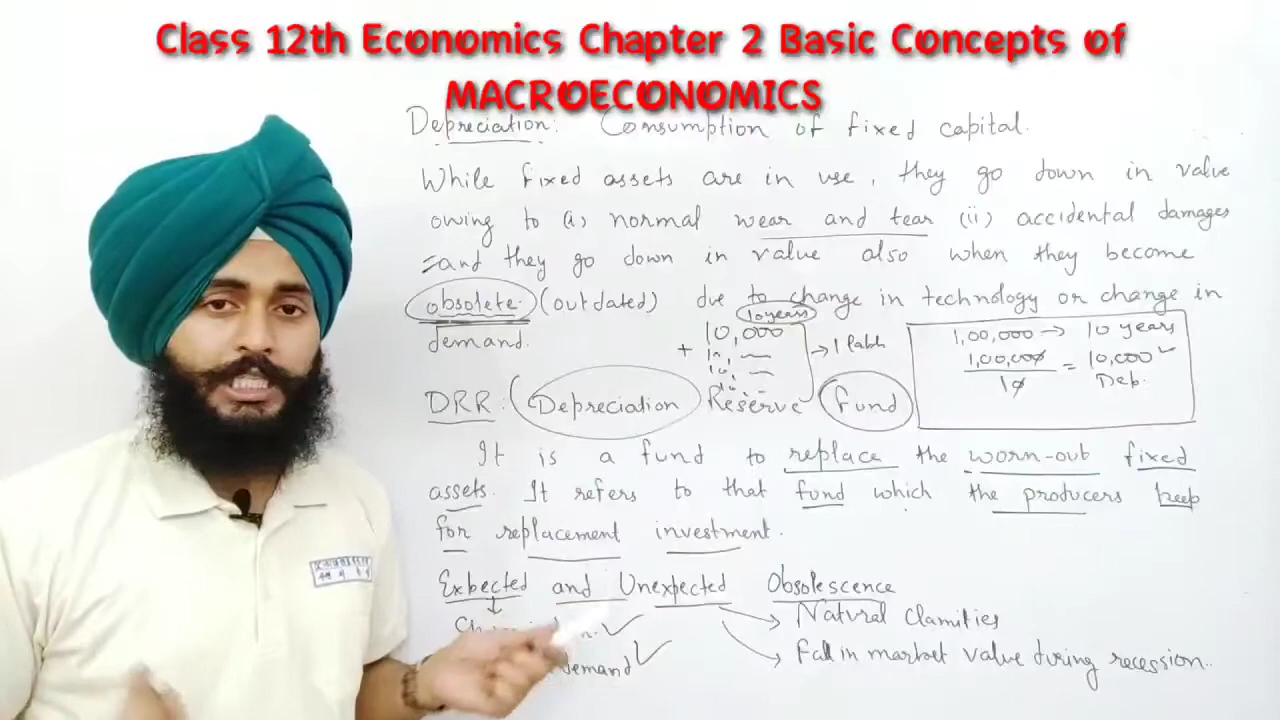 Class 12th Economics Chapter 2 Basic Concepts of
MACROECONOMICS
Depreciation: Consumption of fixed capital.
While fixed assets are in use, they go down in value
owing to (i) normal wear and tear (ii) accidental damages
and they go down in value also when they become
obsolete (outdated) due to change in technology or change in
demand.
10 years
10,000
+
→ 1 lakh
1,00,000 → 10 years
1,00,000 / 10 = 10,000
Dep.
DRR: (Depreciation Reserve Fund
It is a fund to replace the worn-out fixed
assets. It refers to that fund which the producers keep
for replacement investment.
Expected and Unexpected Obsolescence
→ Natural Clamities
→ Fall in market value during recession..
demand